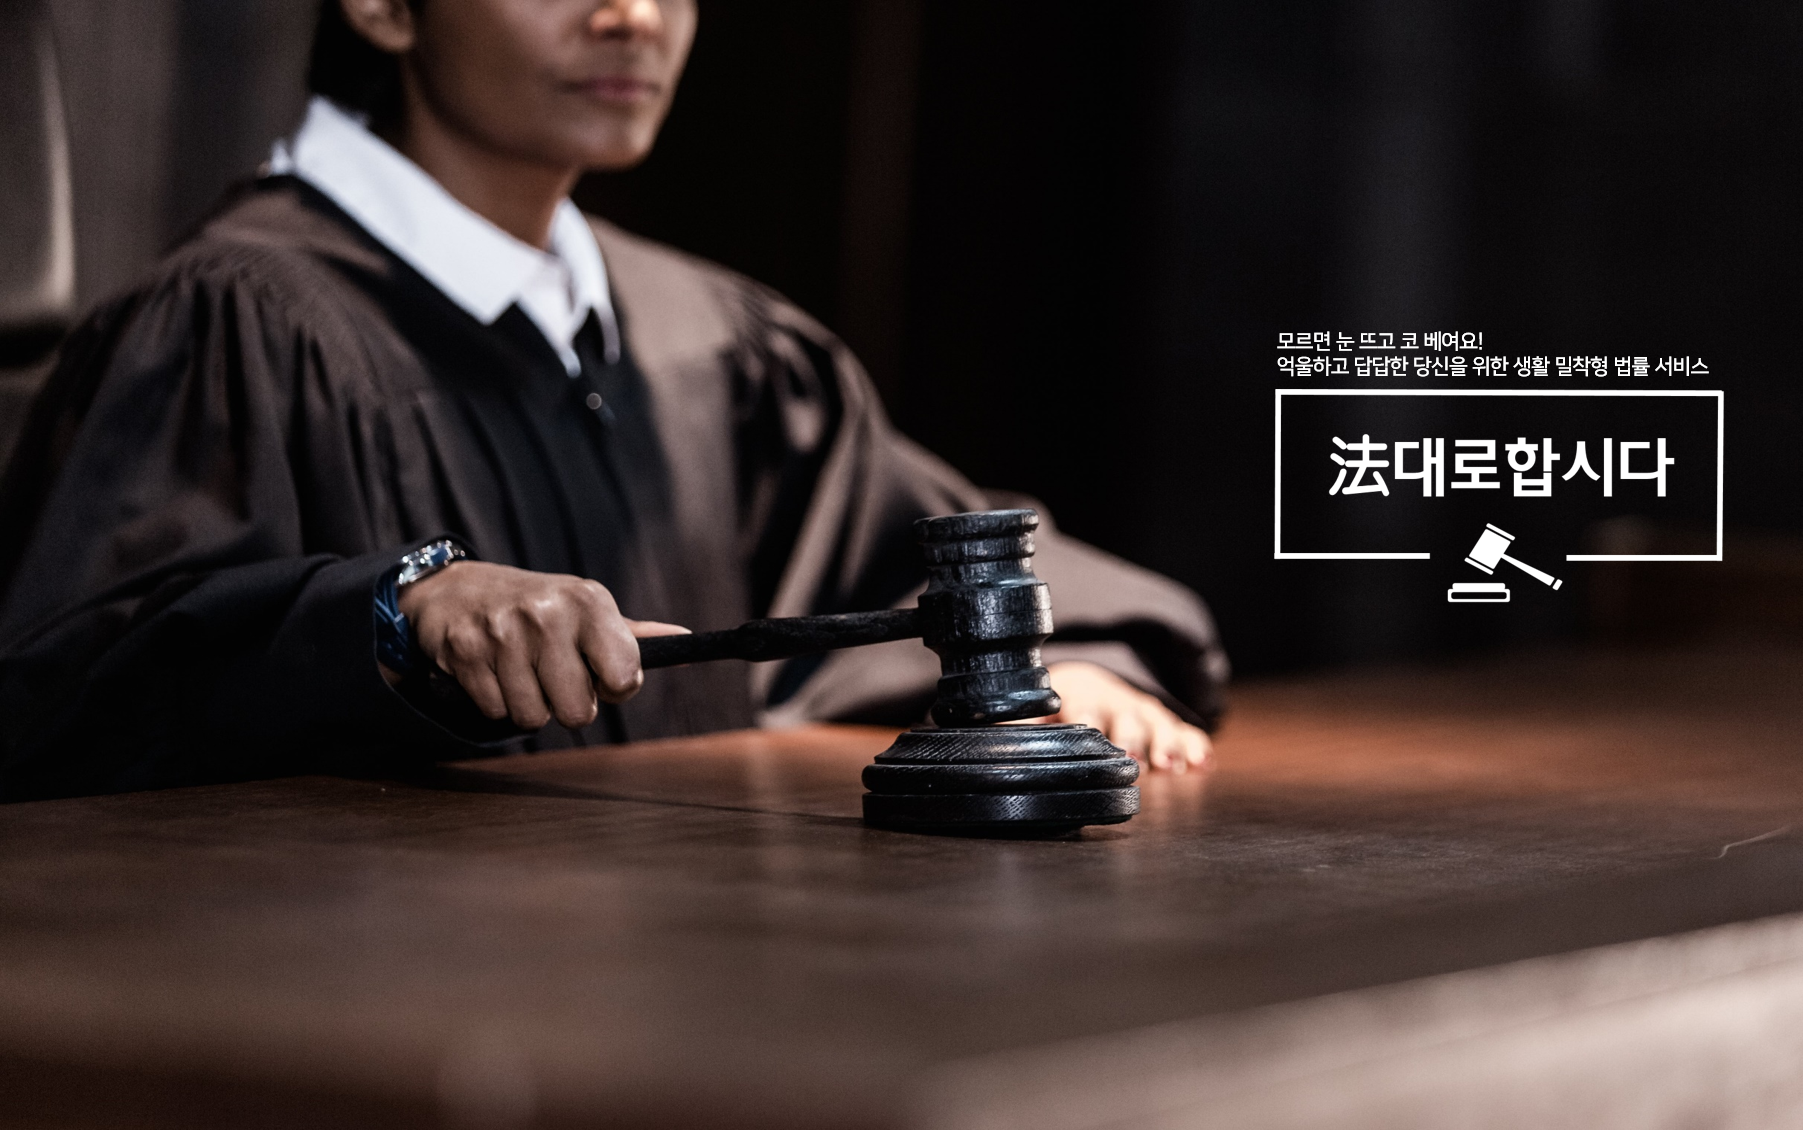 모르면 눈 뜨고 코 베여요!
억울하고 답답한 당신을 위한 생활 밀착형 법률 서비스
法대로합시다